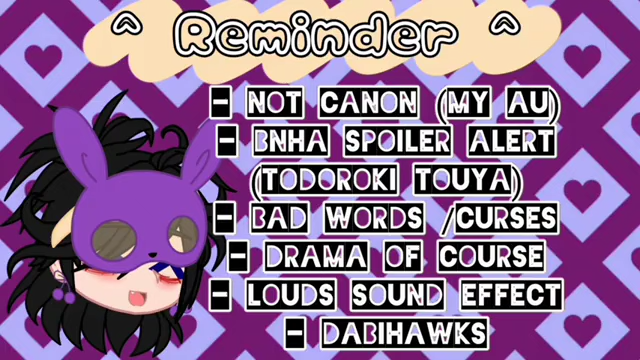 ^ Reminder ^
- NOT CANON (MY AU)
- BNHA SPOILER ALERT
(TODOROKI TOUYA)
- BAD WORDS /CURSES
- DRAMA OF COURSE
- LOUDS SOUND EFFECT
- DABIHAWKS